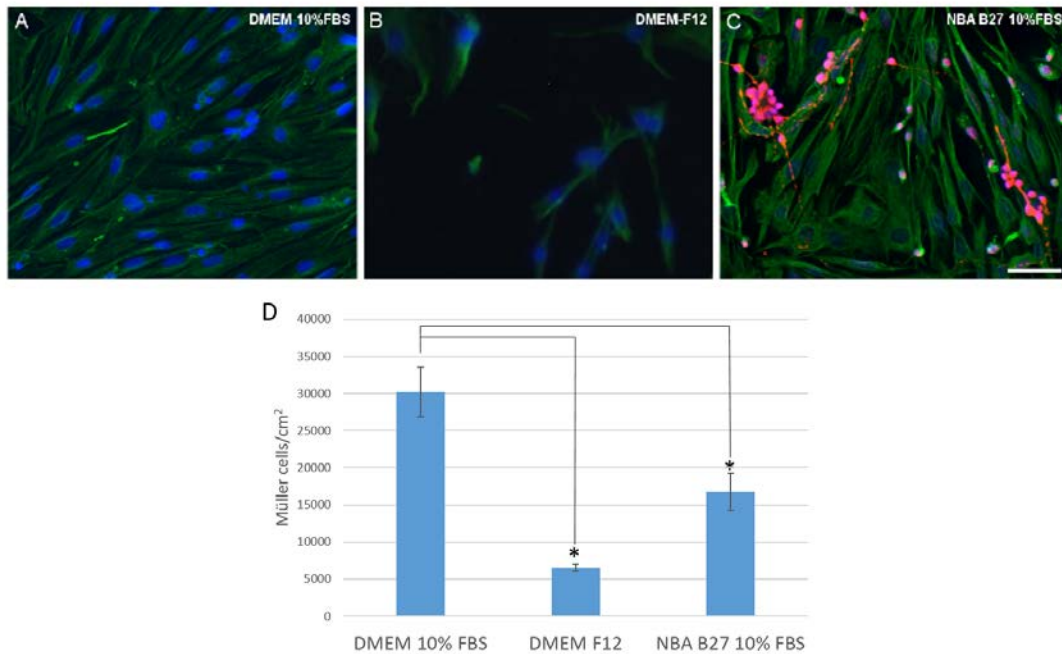 A
DMEM 10%FBS
B
DMEM-F12
C
NBA B27 10%FBS
D
Müller cells/cm²
40000
35000
30000
25000
20000
15000
10000
5000
0
*
*
DMEM 10% FBS
DMEM F12
NBA B27 10% FBS